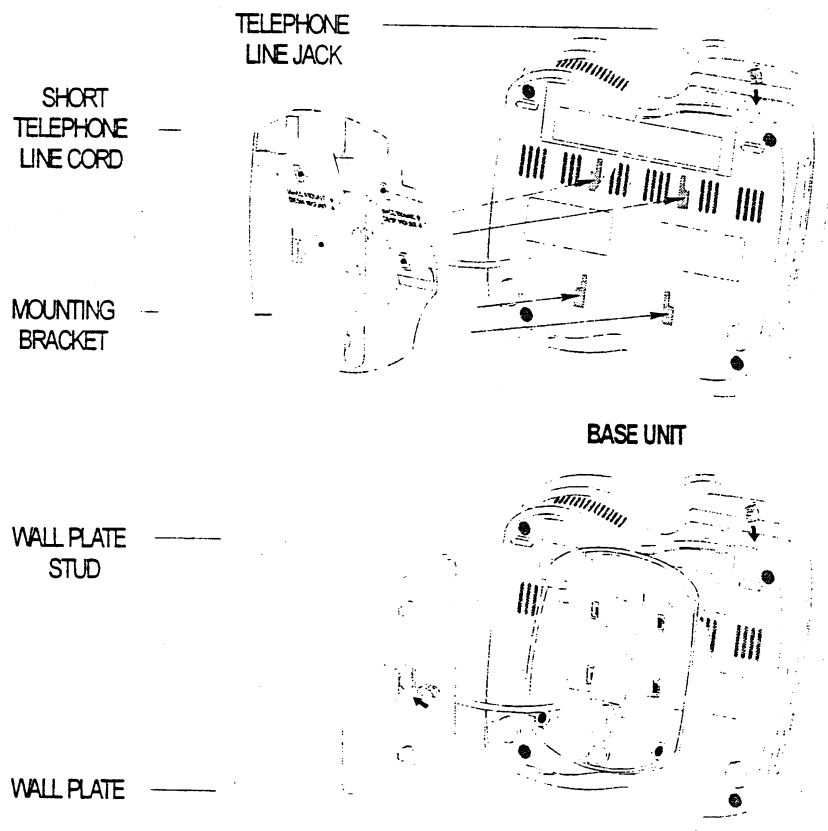 TELEPHONE
LINE JACK
SHORT
TELEPHONE
LINE CORD
MOUNTING
BRACKET
BASE UNIT
WALL PLATE
STUD
WALL PLATE